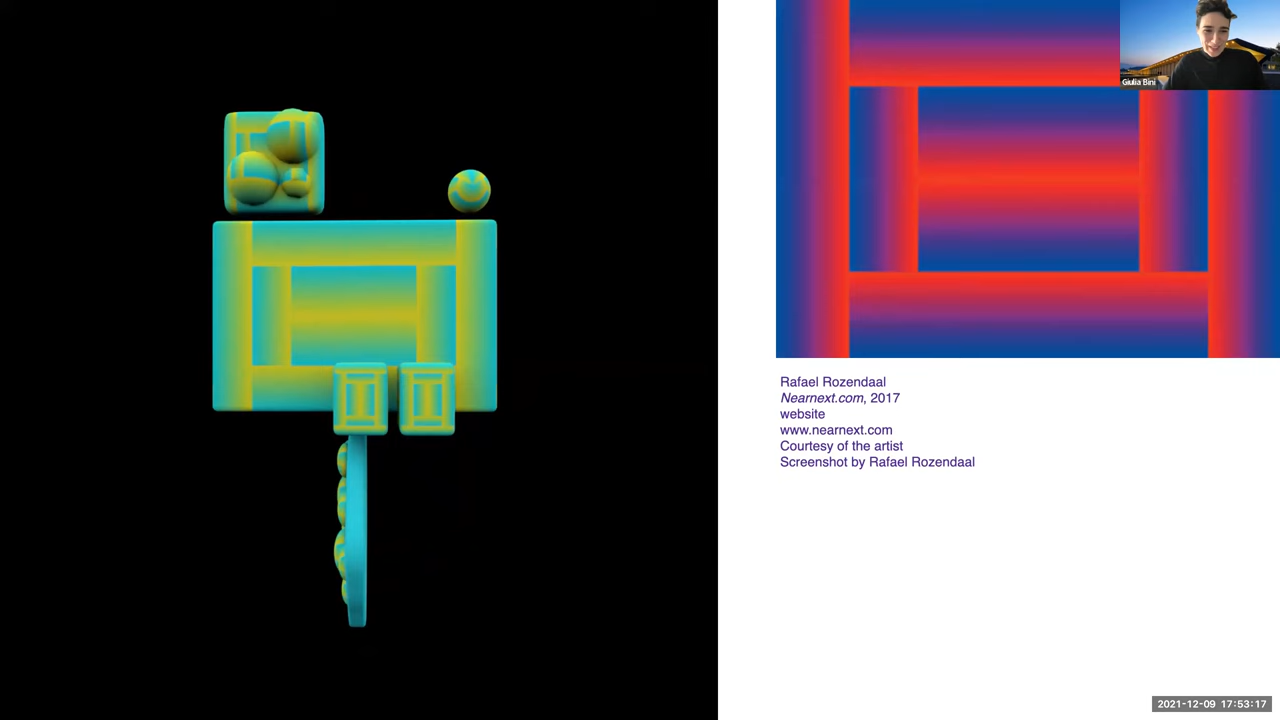 Giulia Bini
Rafael Rozendaal
Nearnext.com, 2017
website
www.nearnext.com
Courtesy of the artist
Screenshot by Rafael Rozendaal
2021-12-09 17:53:17